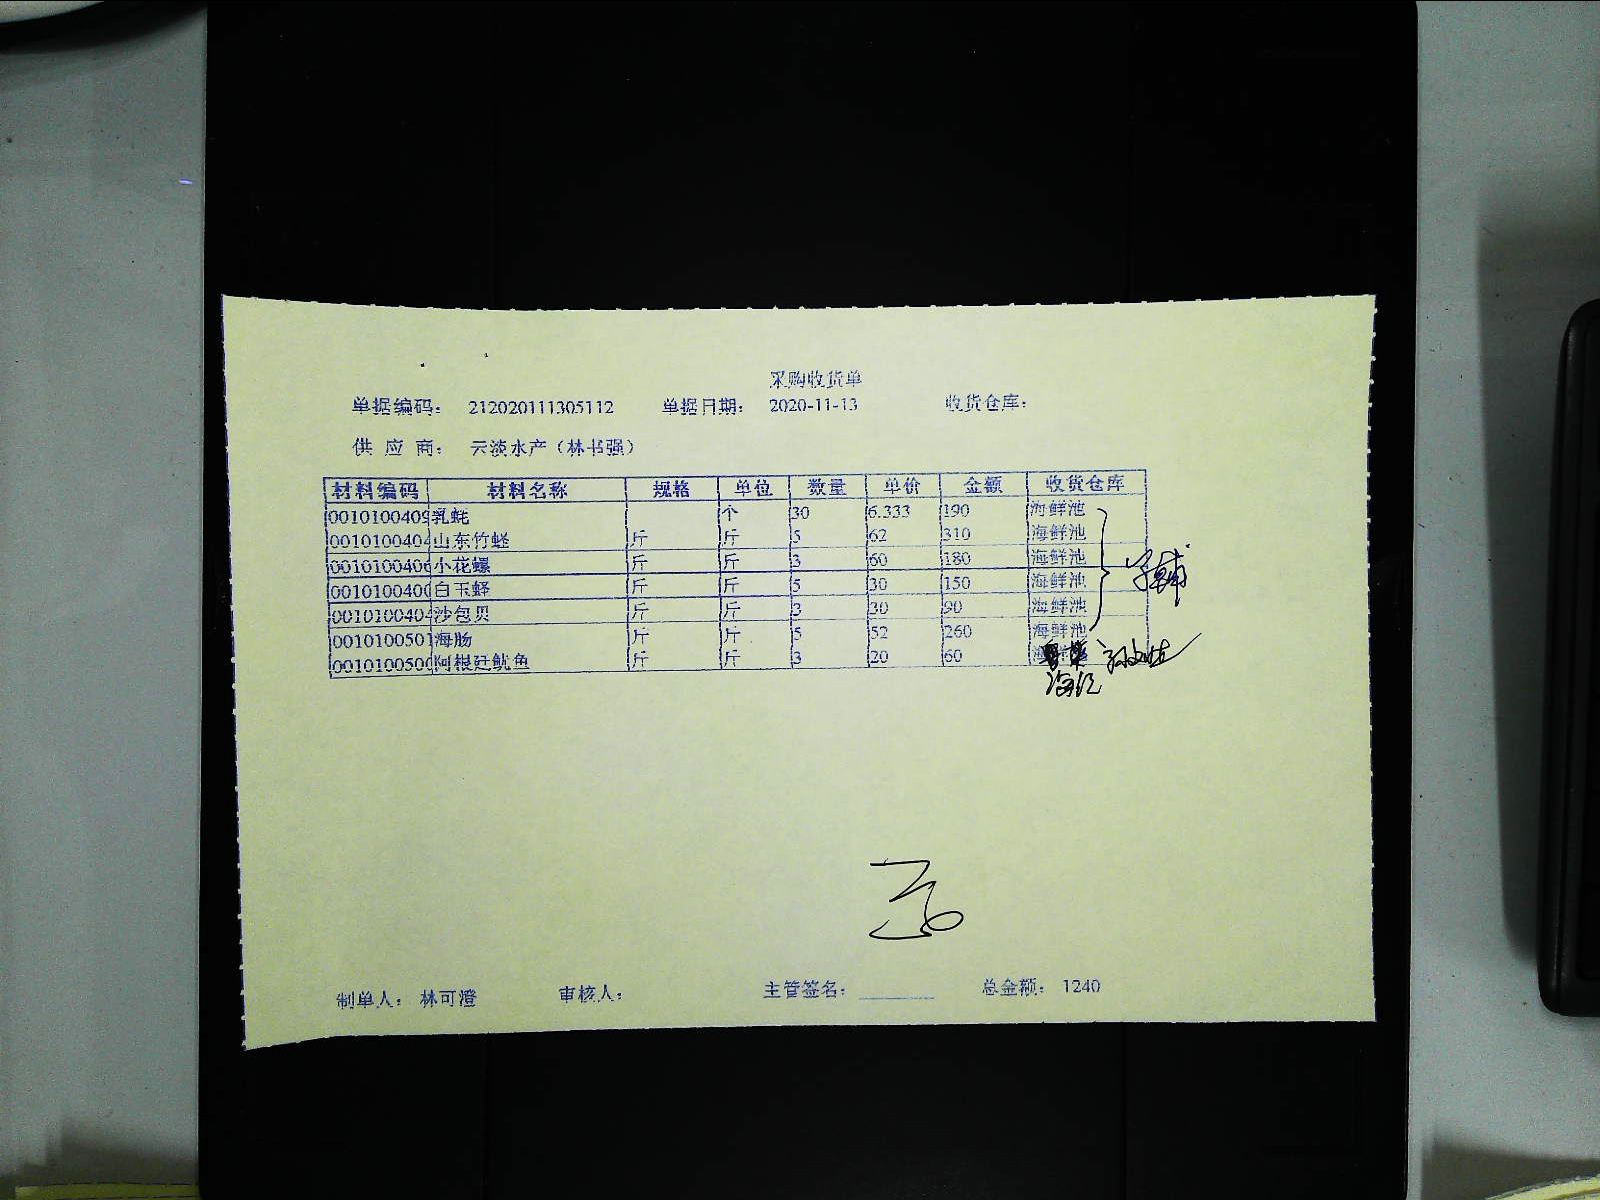 采购收货单
单据编码: 212020111305112 单据日期: 2020-11-13 收货仓库:
供 应 商: 云淡水产（林书强）
材料编码 材料名称 规格 单位 数量 单价 金额 收货仓库
0010100409 乳蚝 个 30 6.333 190 海鲜池
001010040 山东竹蛏 斤 斤 5 62 310 海鲜池
0010100406 小花螺 斤 斤 3 60 180 海鲜池
001010040 白玉蛏 斤 斤 5 30 150 海鲜池
001010040 沙包贝 斤 斤 3 30 90 海鲜池
0010100501 海肠 斤 斤 5 52 260 海鲜池
001010050 阿根廷鱿鱼 斤 斤 3 20 60
制单人: 林可澄 审核人: 主管签名: 总金额: 1240